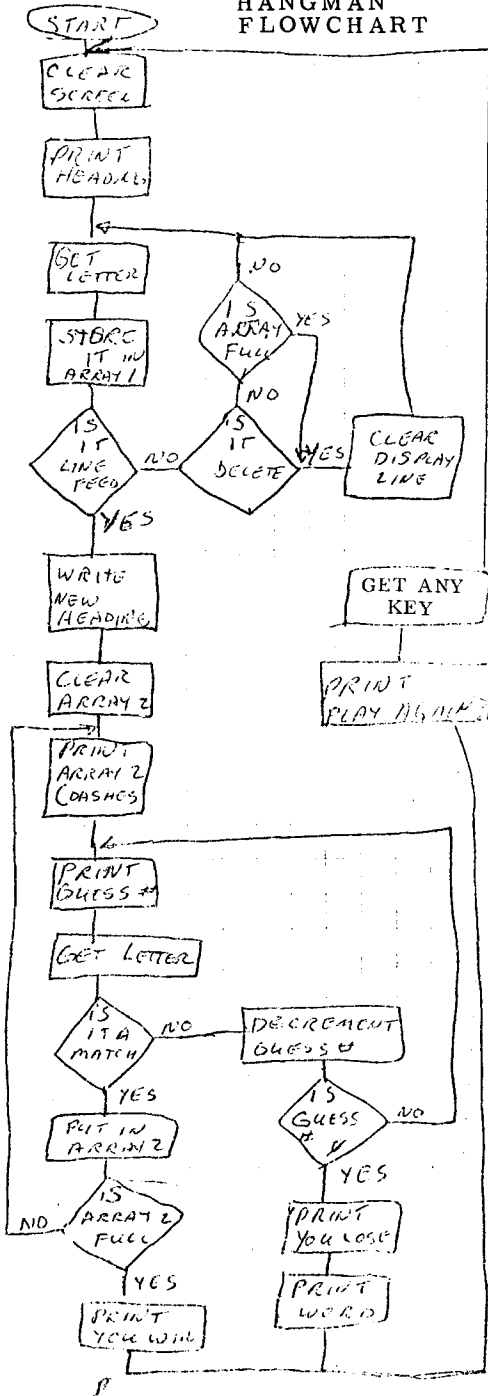 HANGMAN
FLOWCHART
START
CLEAR
SCREEN
PRINT
HEADING
GET
LETTER
STORE
IT IN
ARRAY 1
IS
IT
LINE
FEED
NO
IS
IT
DELETE
NO
IS
ARRAY
FULL
YES
NO
YES
CLEAR
DISPLAY
LINE
YES
WRITE
NEW
HEADING
CLEAR
ARRAY 2
PRINT
ARRAY 2
(DASHES
GET ANY
KEY
PRINT
PLAY AGAIN?
PRINT
GUESS #
GET LETTER
IS
IT A
MATCH
NO
DECREMENT
GUESS #
IS
GUESS
#
NO
YES
PUT IN
ARRAY 2
IS
ARRAY 2
FULL
NO
YES
PRINT
YOU LOSE
PRINT
WORD
YES
PRINT
YOU WIN